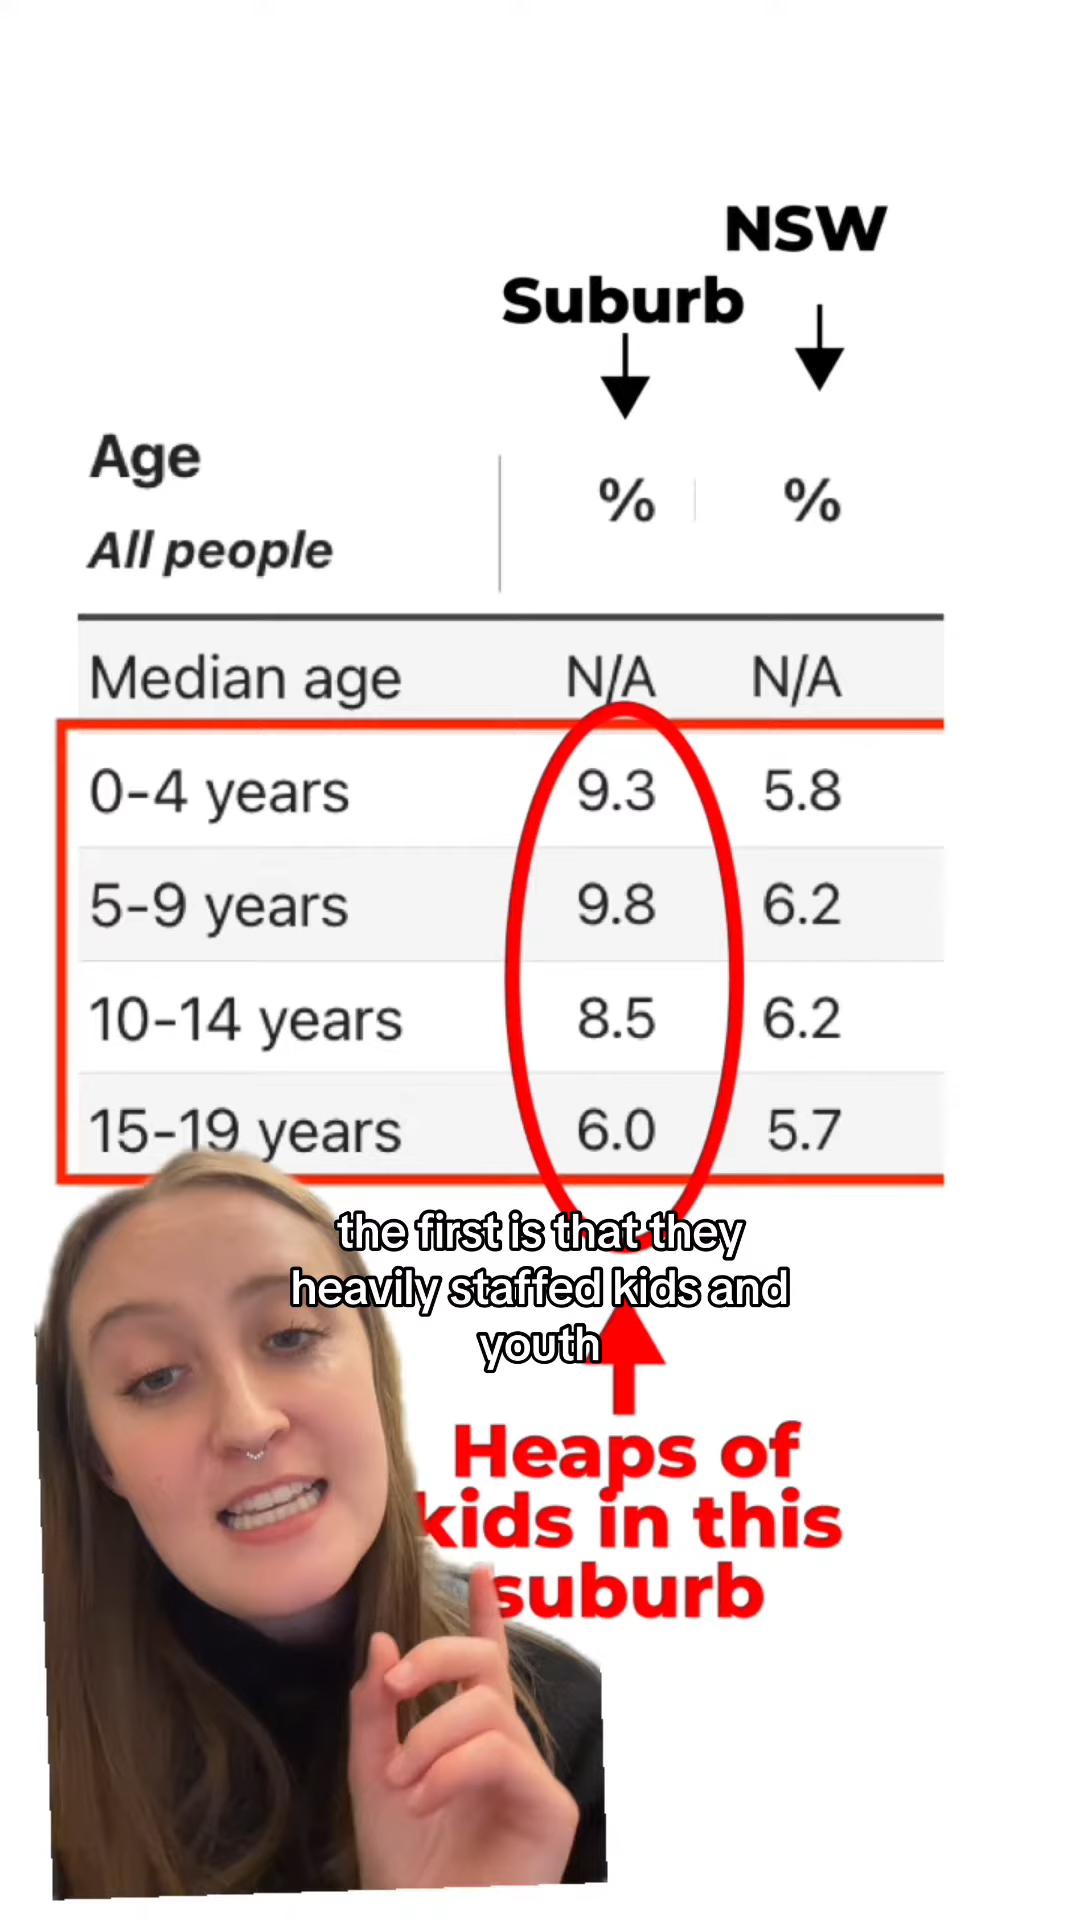 NSW
Suburb
Age
% %
All people
Median age N/A N/A
0-4 years 9.3 5.8
5-9 years 9.8 6.2
10-14 years 8.5 6.2
15-19 years 6.0 5.7
the first is that they
heavily staffed kids and
youth
Heaps of
kids in this
suburb